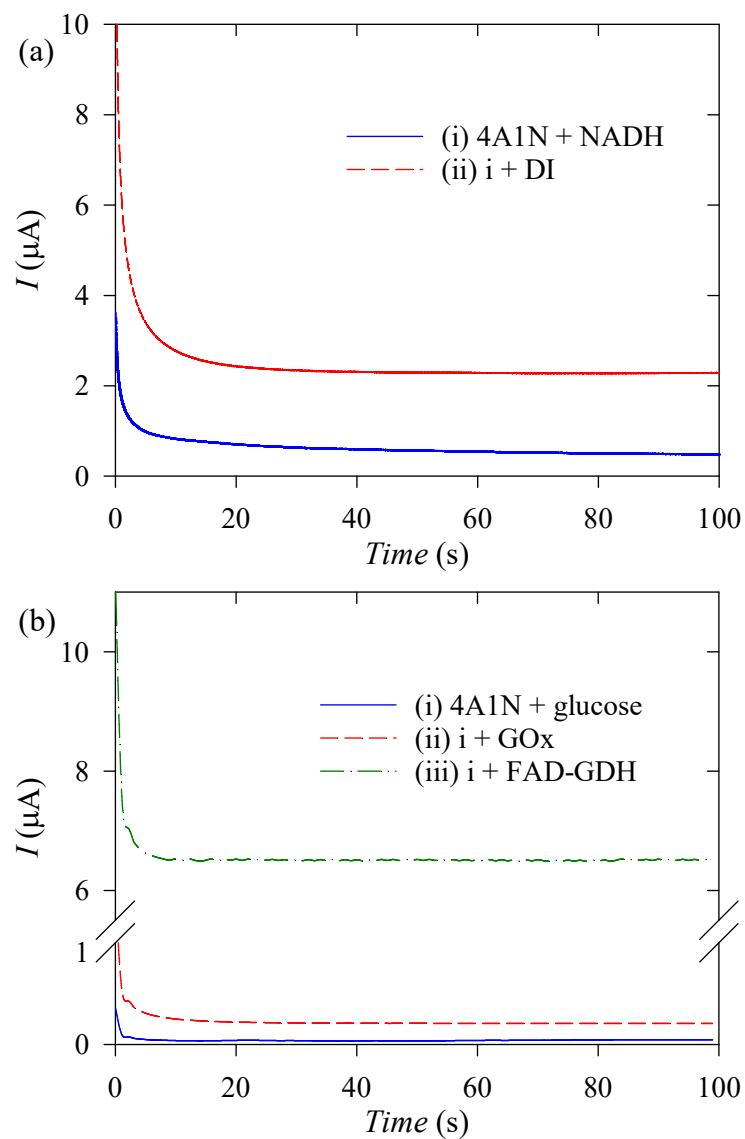 (a)
10
8
6
4
2
0
I (μA)
(i) 4A1N + NADH
(ii) i + DI
0 20 40 60 80 100
Time (s)
(b)
10
8
6
1
0
I (μA)
(i) 4A1N + glucose
(ii) i + GOx
(iii) i + FAD-GDH
0 20 40 60 80 100
Time (s)